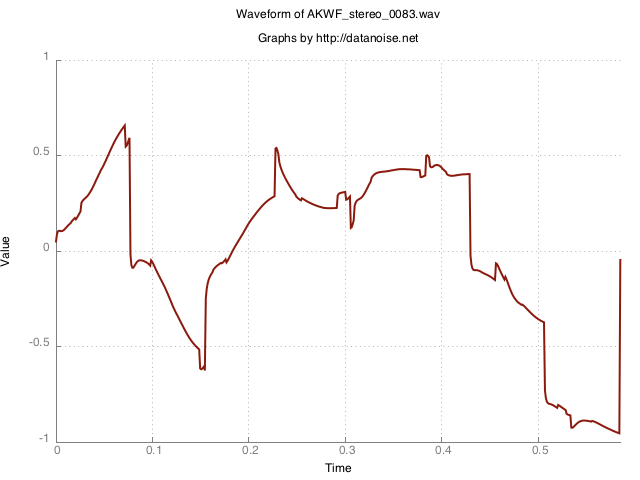 Waveform of AKWF_stereo_0083.wav
Graphs by http://datanoise.net
1
0.5
0
-0.5
-1
Value
0 0.1 0.2 0.3 0.4 0.5
Time